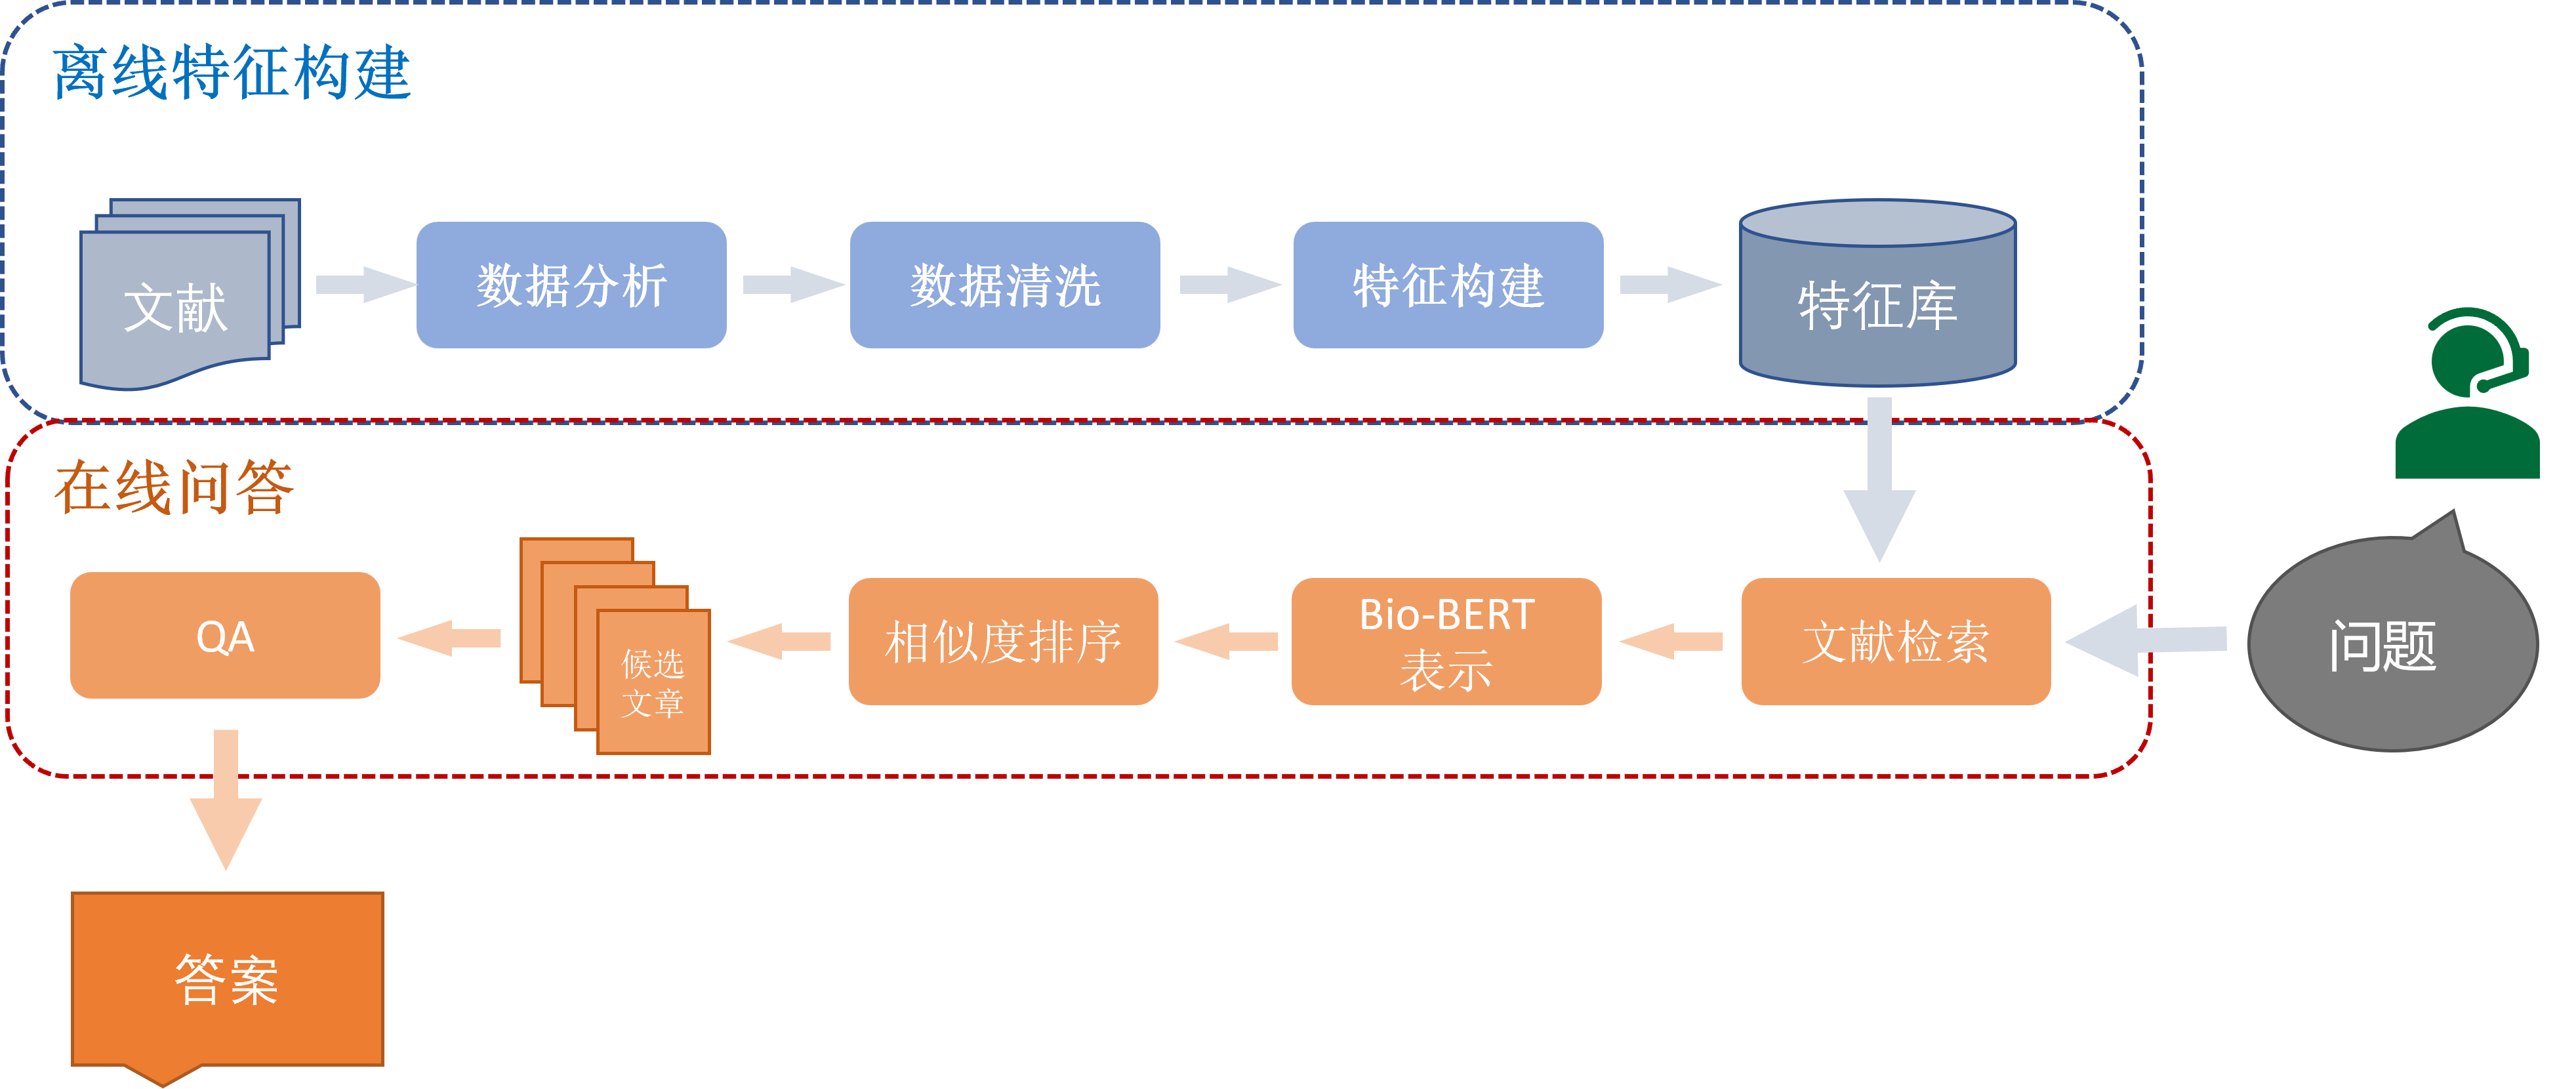 离线特征构建
文献
数据分析
数据清洗
特征构建
特征库
在线问答
QA
候选
文章
相似度排序
Bio-BERT
表示
文献检索
问题
答案